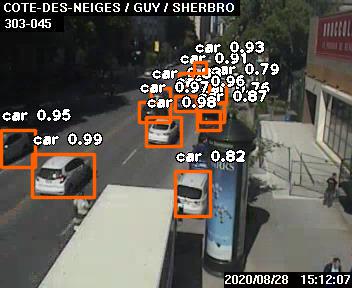 COTE-DES-NEIGES / GUY / SHERBRO
303-045
car 0.93
car 0.91
car 0.79
car 0.96
car 0.97
car 0.87
car 0.98
car 0.95
car 0.99
car 0.82
2020/08/28 15:12:07